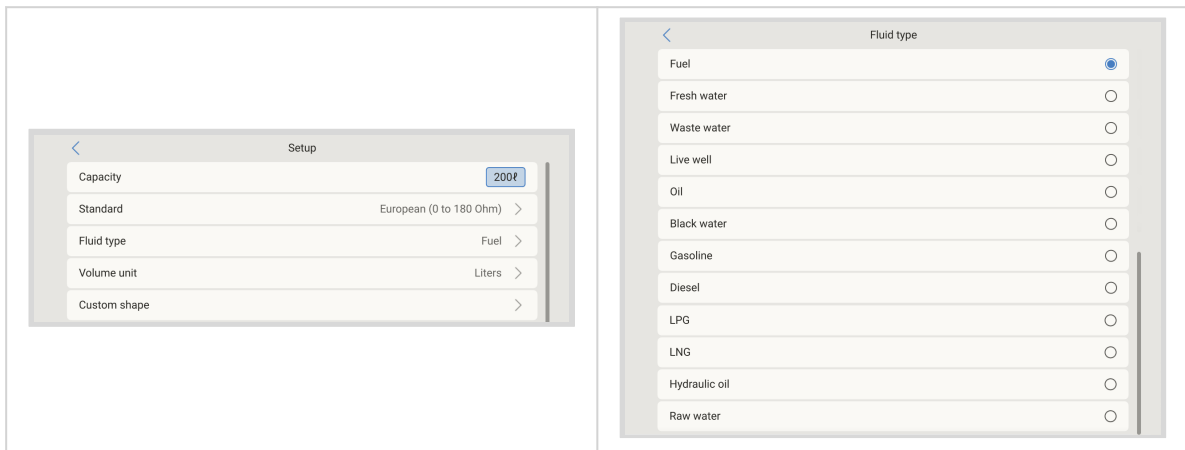 Setup
Capacity 200ℓ
Standard European (0 to 180 Ohm)
Fluid type Fuel
Volume unit Liters
Custom shape
Fluid type
Fuel
Fresh water
Waste water
Live well
Oil
Black water
Gasoline
Diesel
LPG
LNG
Hydraulic oil
Raw water